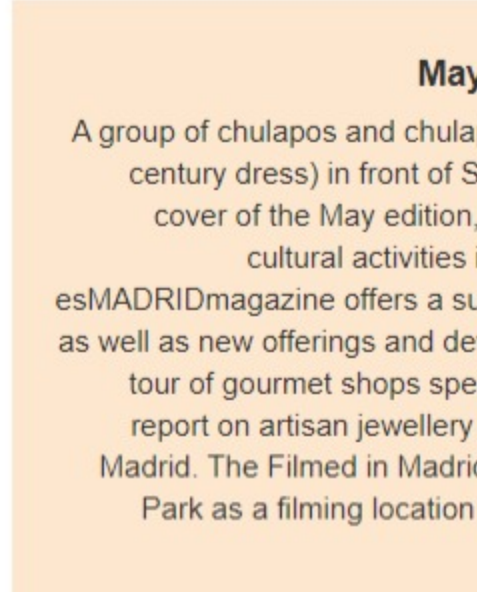 May
A group of chulapos and chula
century dress) in front of S
cover of the May edition,
cultural activities i
esMADRIDmagazine offers a su
as well as new offerings and de
tour of gourmet shops spe
report on artisan jewellery
Madrid. The Filmed in Madric
Park as a filming location